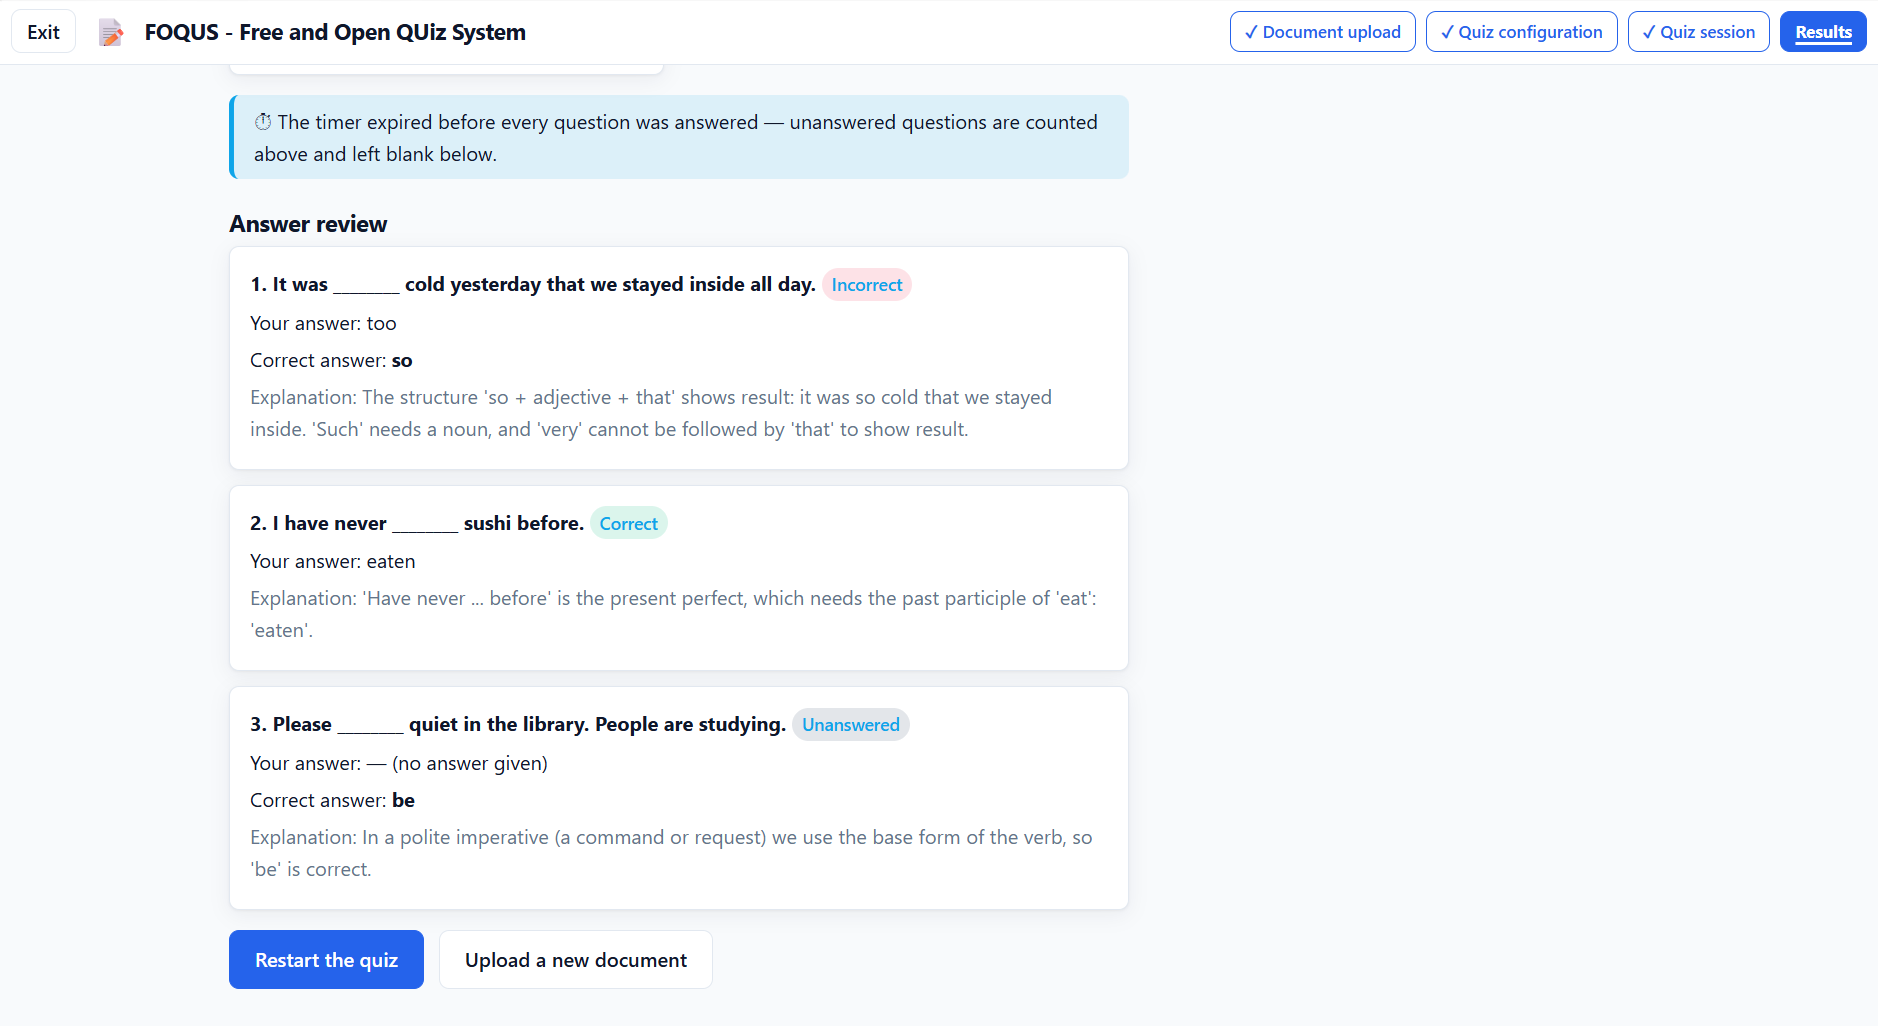 Exit
FOQUS - Free and Open QUiz System
✓ Document upload
✓ Quiz configuration
✓ Quiz session
Results
⏱ The timer expired before every question was answered — unanswered questions are counted
above and left blank below.
Answer review
1. It was ________ cold yesterday that we stayed inside all day. Incorrect
Your answer: too
Correct answer: so
Explanation: The structure 'so + adjective + that' shows result: it was so cold that we stayed
inside. 'Such' needs a noun, and 'very' cannot be followed by 'that' to show result.
2. I have never ________ sushi before. Correct
Your answer: eaten
Explanation: 'Have never ... before' is the present perfect, which needs the past participle of 'eat':
'eaten'.
3. Please ________ quiet in the library. People are studying. Unanswered
Your answer: — (no answer given)
Correct answer: be
Explanation: In a polite imperative (a command or request) we use the base form of the verb, so
'be' is correct.
Restart the quiz
Upload a new document